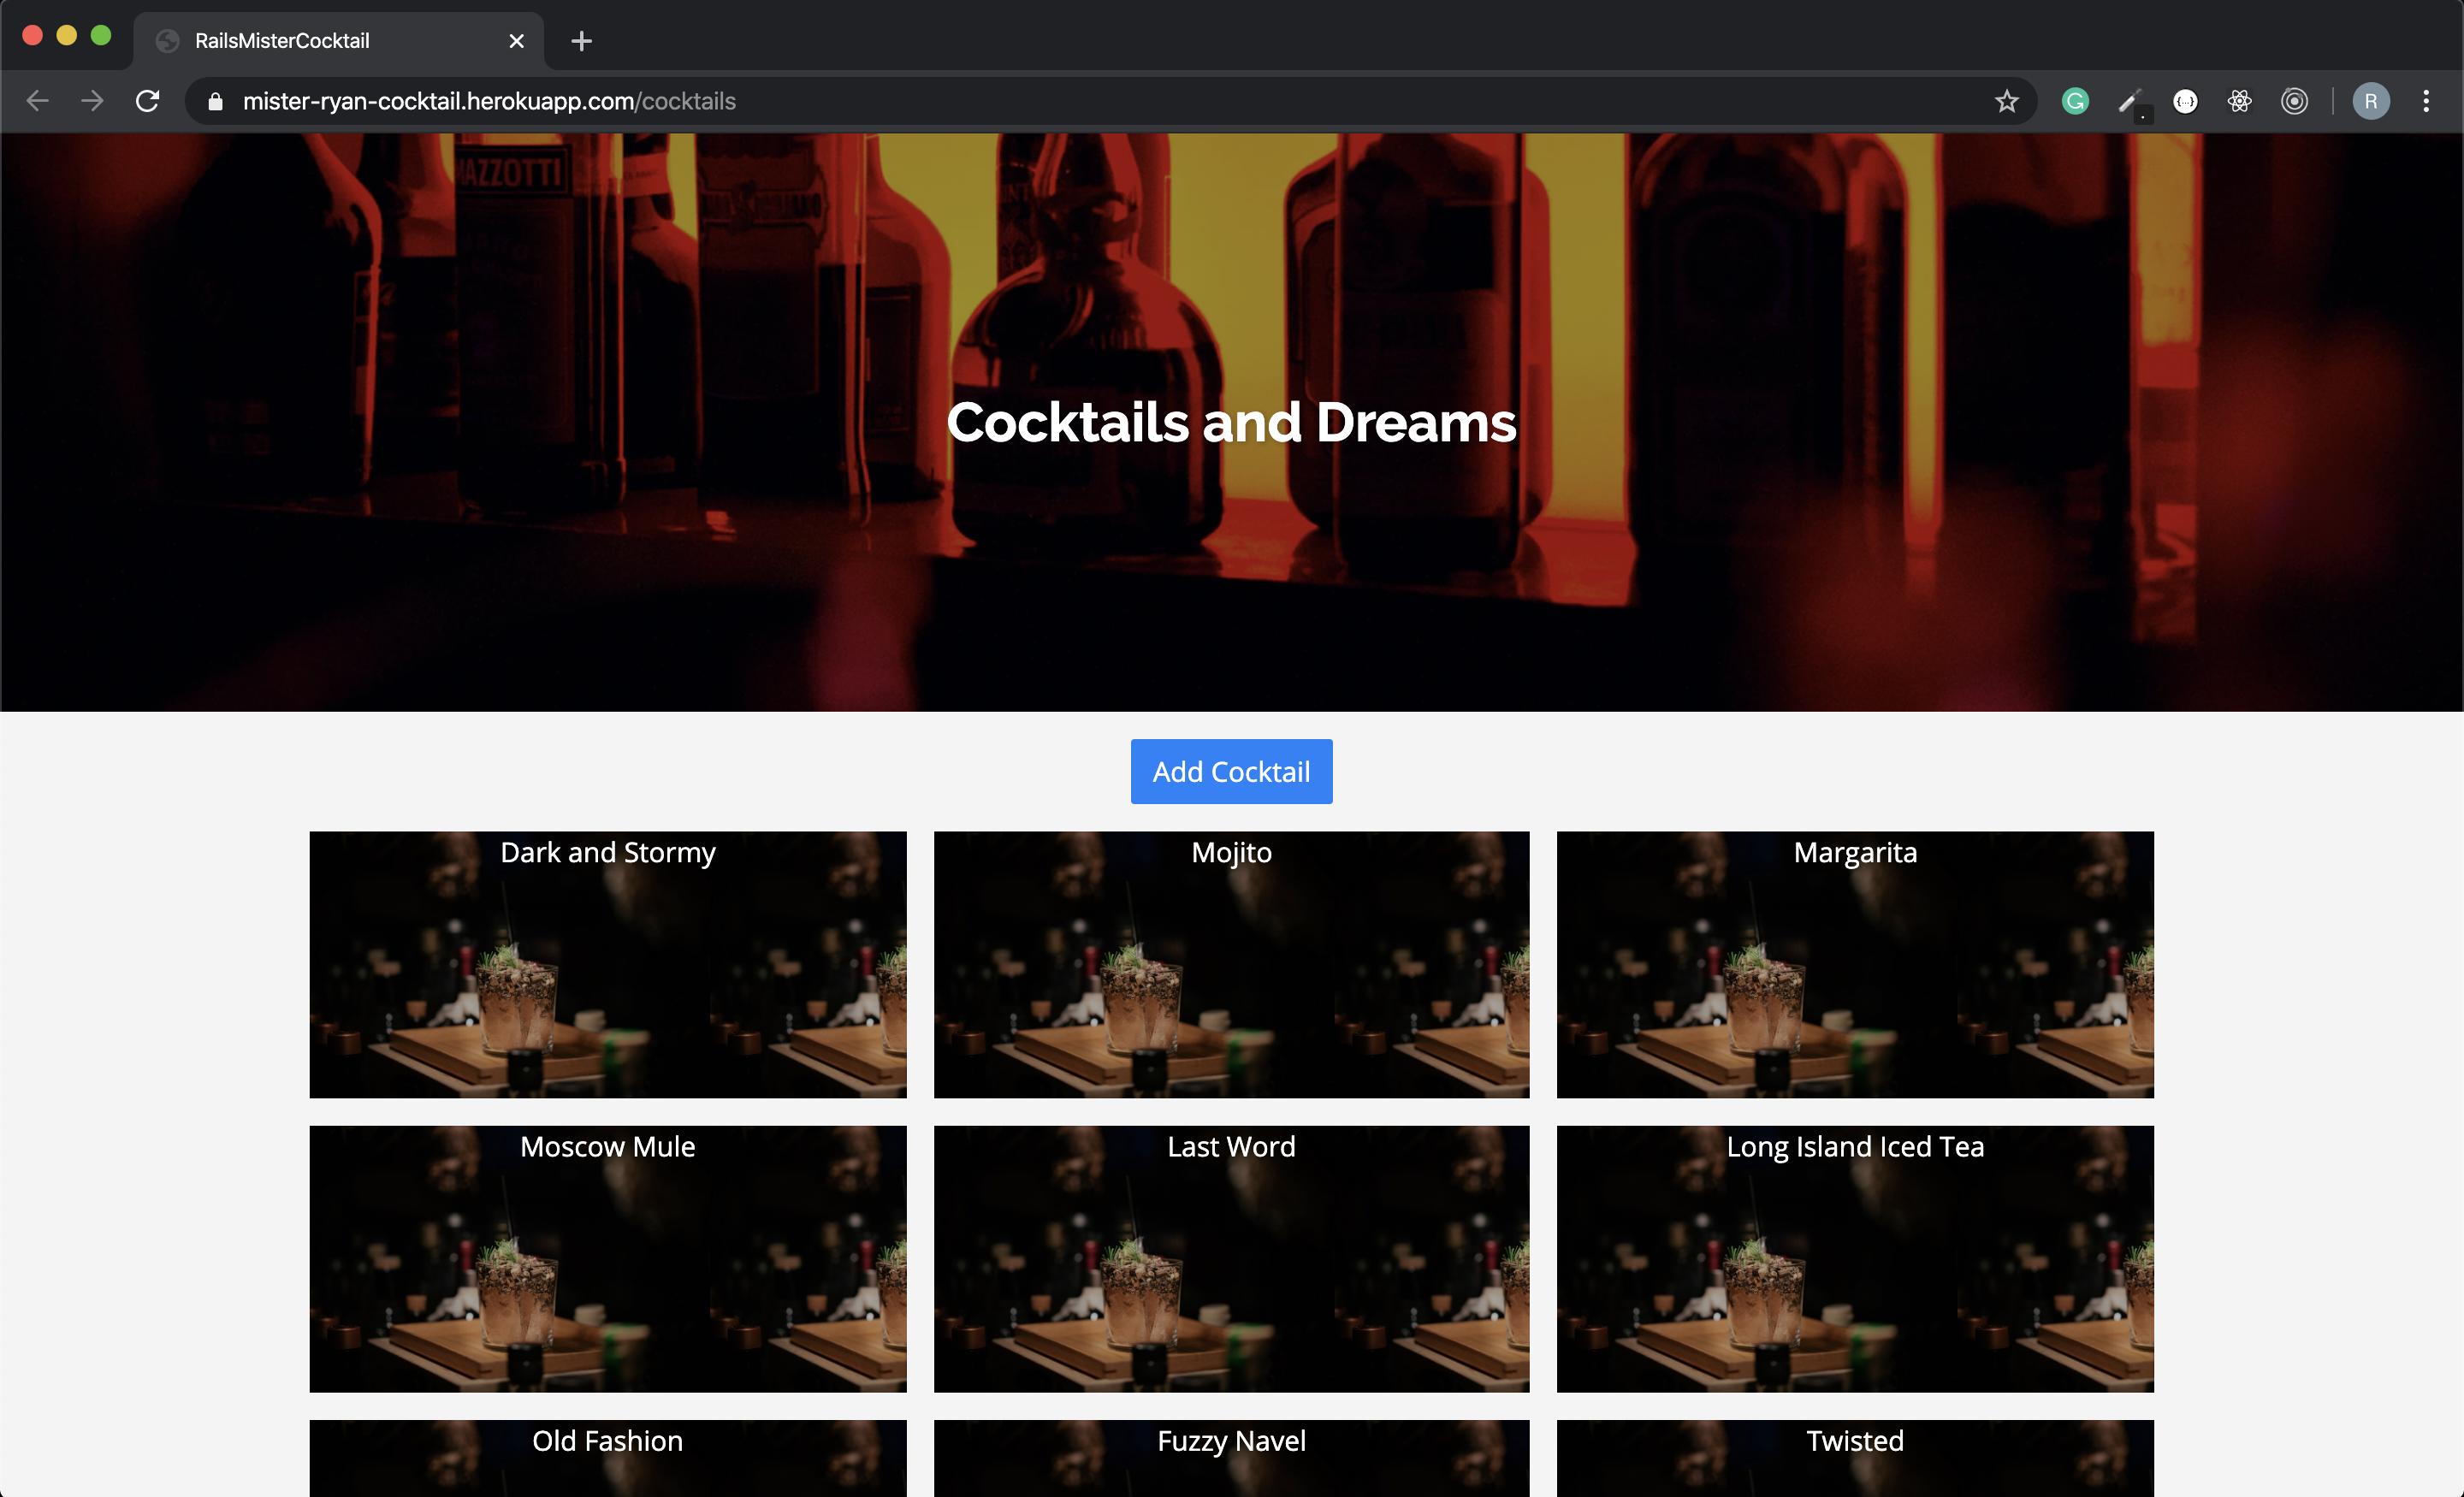 RailsMisterCocktail
mister-ryan-cocktail.herokuapp.com/cocktails
R
MAZZOTTI
Cocktails and Dreams
Add Cocktail
Dark and Stormy
Mojito
Margarita
Moscow Mule
Last Word
Long Island Iced Tea
Old Fashion
Fuzzy Navel
Twisted